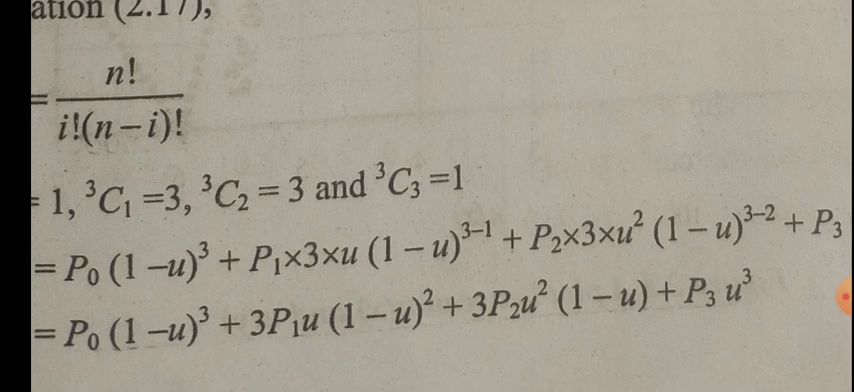 ation (2.17),
= n!/i!(n – i)!
= 1, ³C₁ =3, ³C₂ = 3 and ³C₃ =1
= P₀ (1 –u)³ + P₁×3×u (1 – u)³⁻¹ + P₂×3×u² (1 – u)³⁻² + P₃
= P₀ (1 –u)³ + 3P₁u (1 – u)² + 3P₂u² (1 – u) + P₃ u³